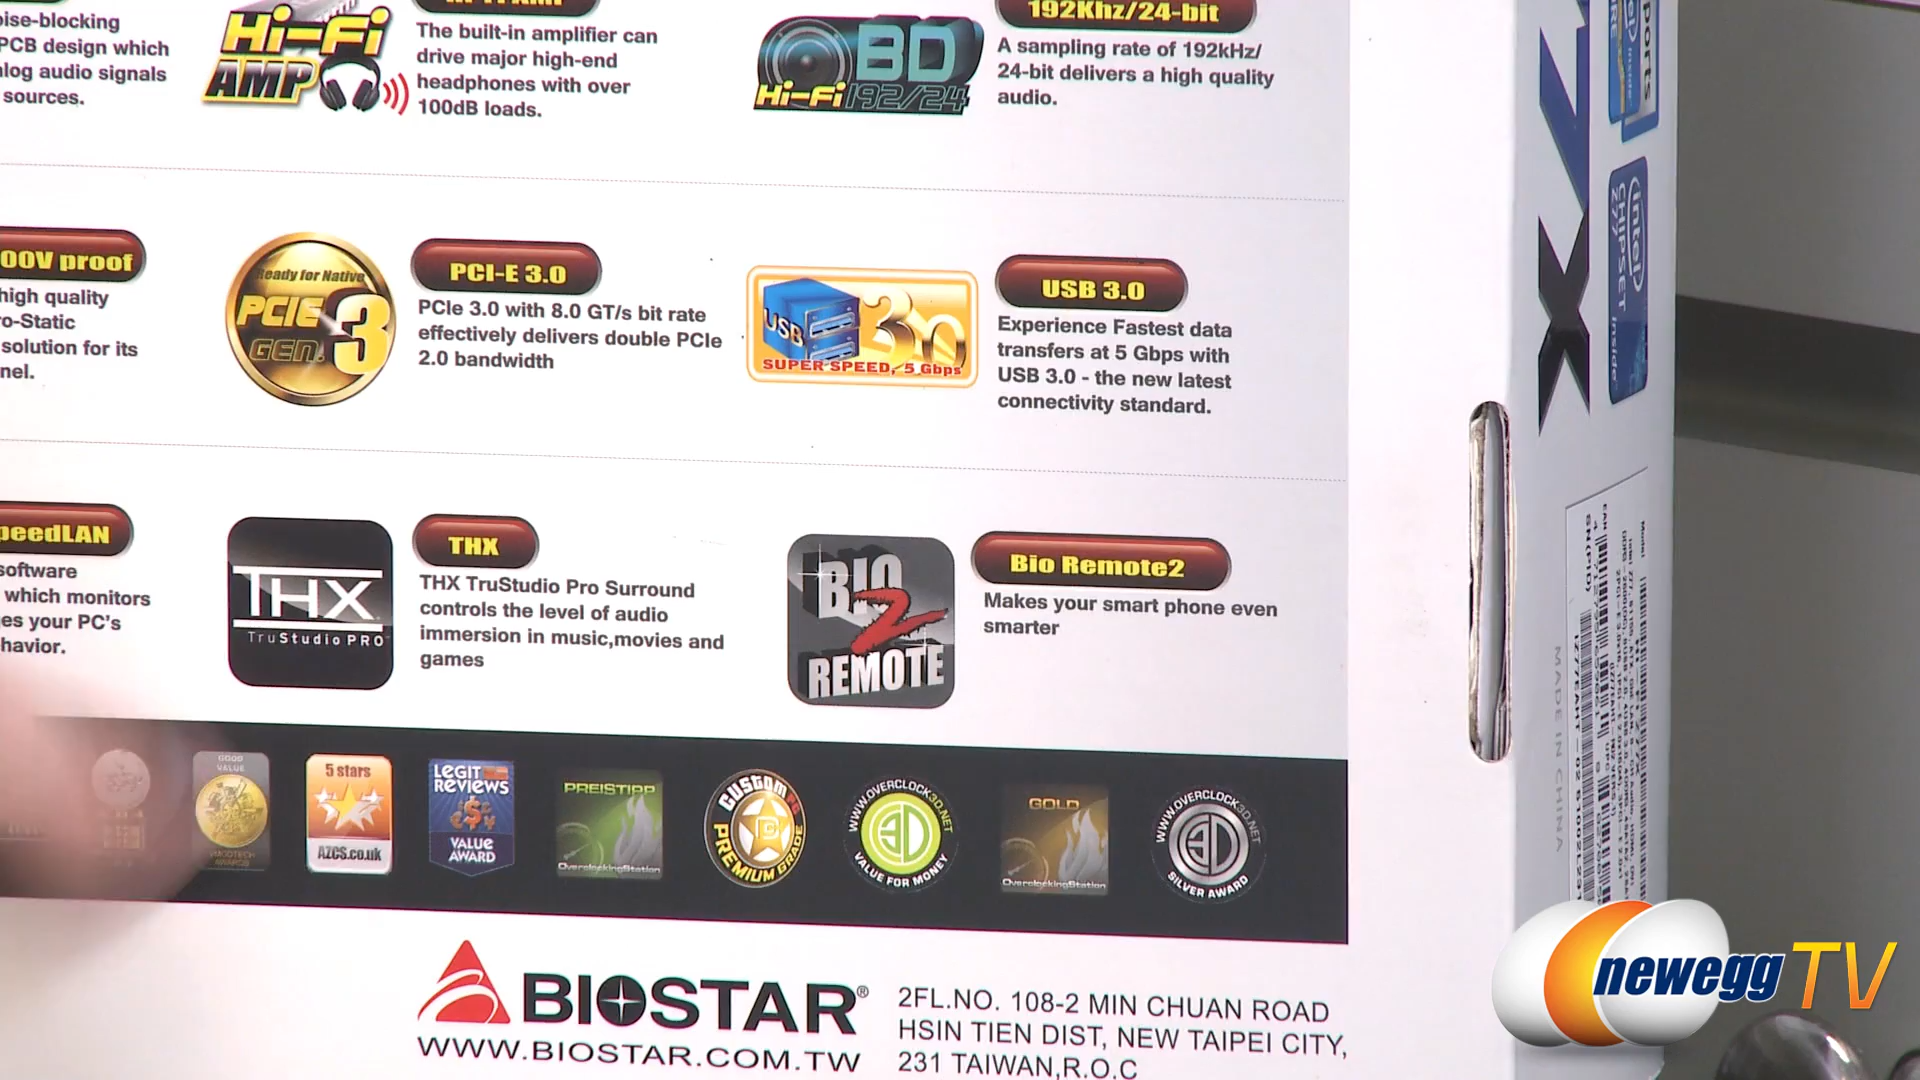 oise-blocking
PCB design which
log audio signals
sources.
Hi-Fi
AMP
The built-in amplifier can
drive major high-end
headphones with over
100dB loads.
BD
Hi-Fi 192/24
192Khz/24-bit
A sampling rate of 192kHz/
24-bit delivers a high quality
audio.
00V proof
high quality
ro-Static
solution for its
nel.
Ready for Native
PCIE 3
GEN.
PCI-E 3.0
PCIe 3.0 with 8.0 GT/s bit rate
effectively delivers double PCIe
2.0 bandwidth
USB 3.0
SUPER SPEED, 5 Gbps
USB 3.0
Experience Fastest data
transfers at 5 Gbps with
USB 3.0 - the new latest
connectivity standard.
peedLAN
software
which monitors
es your PC's
havior.
THX
TruStudio PRO
THX
THX TruStudio Pro Surround
controls the level of audio
immersion in music,movies and
games
BIO
2
REMOTE
Bio Remote2
Makes your smart phone even
smarter
GOOD
VALUE
5 stars
AZCS.co.uk
LEGIT
REVIEWS
VALUE
AWARD
PREISTIPP
OverclockingStation
CUSTOM PC
PREMIUM GRADE
WWW.OVERCLOCK3D.NET
3D
VALUE FOR MONEY
GOLD
OverclockingStation
WWW.OVERCLOCK3D.NET
3D
SILVER AWARD
BIOSTAR®
WWW.BIOSTAR.COM.TW
2FL.NO. 108-2 MIN CHUAN ROAD
HSIN TIEN DIST, NEW TAIPEI CITY,
231 TAIWAN,R.O.C
ports
intel
CHIPSET
Z77
inside
MADE IN CHINA
newegg TV